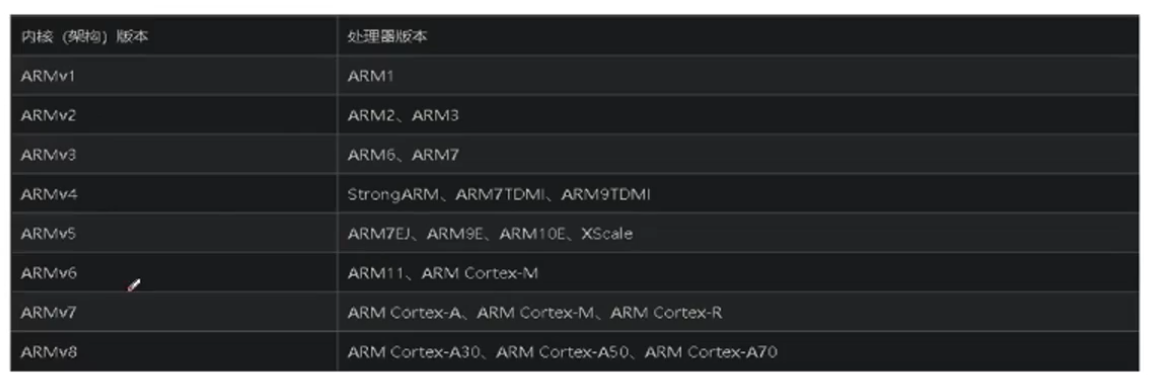 内核（架构）版本 处理器版本
ARMv1 ARM1
ARMv2 ARM2、ARM3
ARMv3 ARM6、ARM7
ARMv4 StrongARM、ARM7TDMI、ARM9TDMI
ARMv5 ARM7EJ、ARM9E、ARM10E、XScale
ARMv6 ARM11、ARM Cortex-M
ARMv7 ARM Cortex-A、ARM Cortex-M、ARM Cortex-R
ARMv8 ARM Cortex-A30、ARM Cortex-A50、ARM Cortex-A70